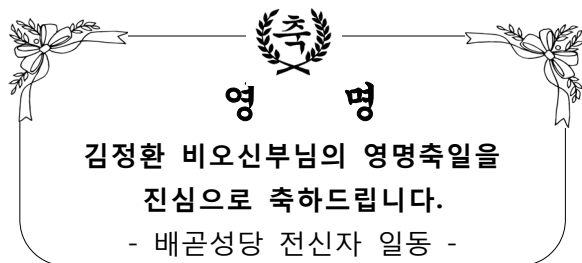 축
영 명
김정환 비오신부님의 영명축일을
진심으로 축하드립니다.
- 배곧성당 전신자 일동 -